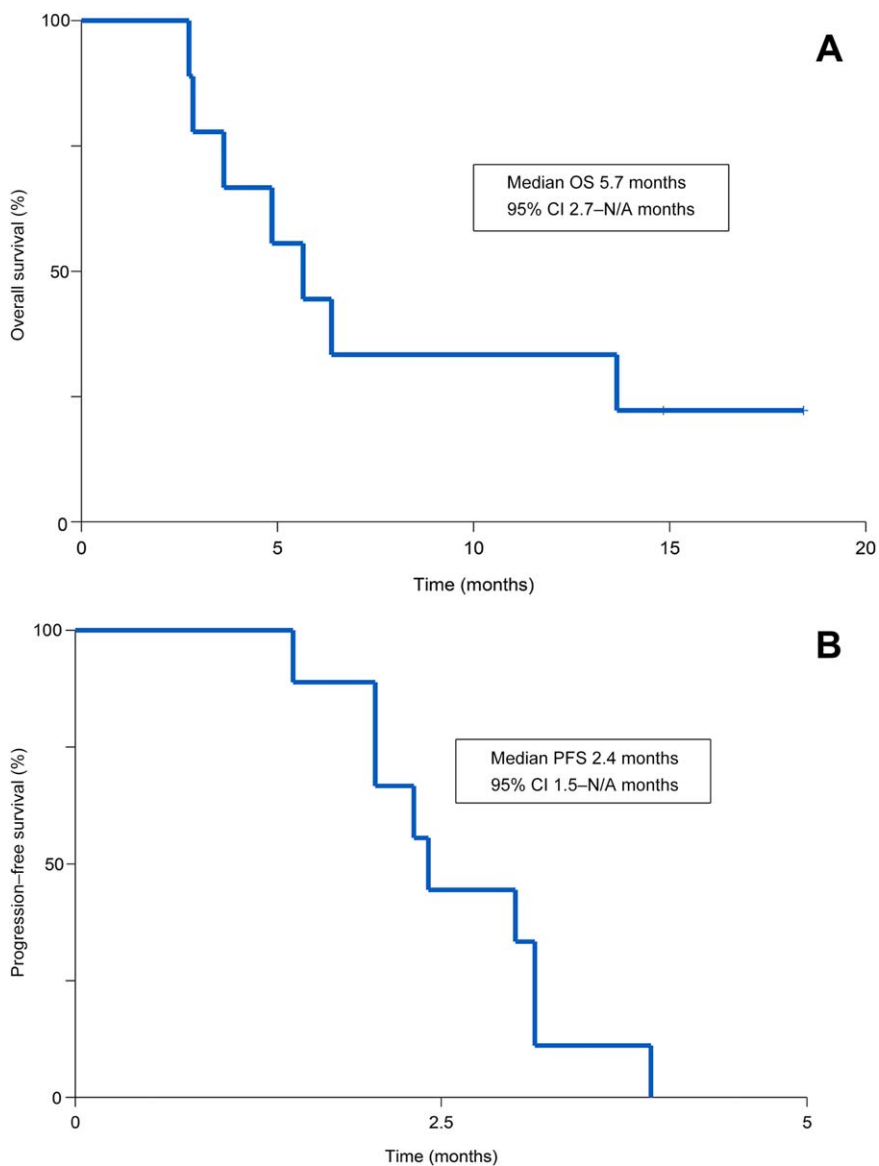 100
A
Median OS 5.7 months
95% CI 2.7–N/A months
Overall survival (%)
50
0
0 5 10 15 20
Time (months)
100
B
Median PFS 2.4 months
95% CI 1.5–N/A months
Progression–free survival (%)
50
0
0 2.5 5
Time (months)